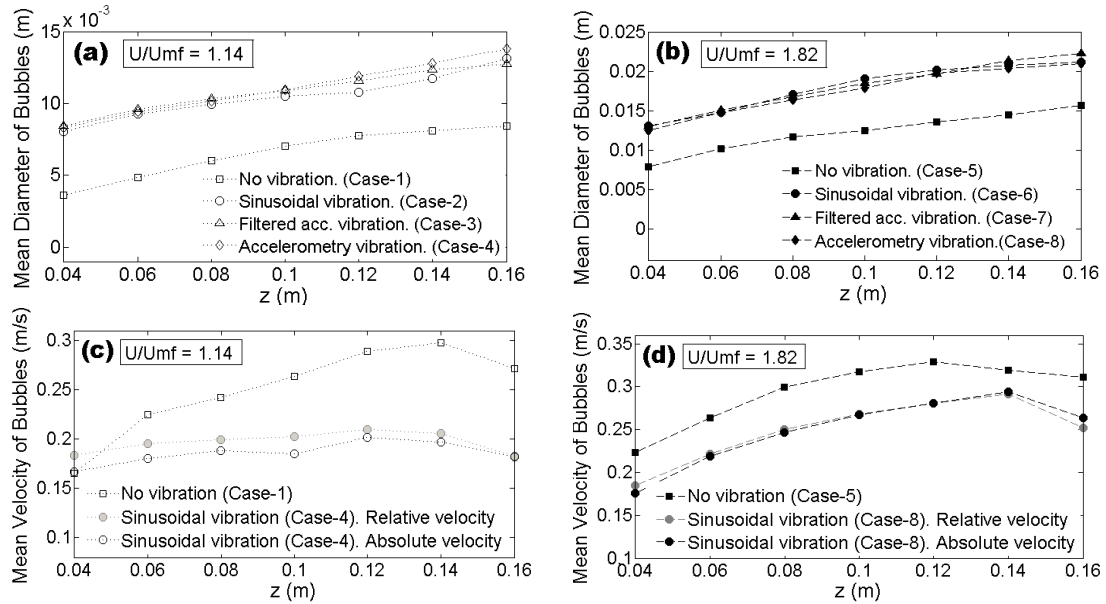 15 x 10^-3
(a) U/Umf = 1.14
10
5
0
Mean Diameter of Bubbles (m)
No vibration. (Case-1)
Sinusoidal vibration. (Case-2)
Filtered acc. vibration. (Case-3)
Accelerometry vibration. (Case-4)
0.04 0.06 0.08 0.1 0.12 0.14 0.16
z (m)
(b) U/Umf = 1.82
0.025
0.02
0.015
0.01
0.005
0
Mean Diameter of Bubbles (m)
No vibration. (Case-5)
Sinusoidal vibration. (Case-6)
Filtered acc. vibration. (Case-7)
Accelerometry vibration.(Case-8)
0.04 0.06 0.08 0.1 0.12 0.14 0.16
z (m)
(c) U/Umf = 1.14
0.3
0.25
0.2
0.15
0.1
Mean Velocity of Bubbles (m/s)
No vibration (Case-1)
Sinusoidal vibration (Case-4). Relative velocity
Sinusoidal vibration (Case-4). Absolute velocity
0.04 0.06 0.08 0.1 0.12 0.14 0.16
z (m)
(d) U/Umf = 1.82
0.4
0.35
0.3
0.25
0.2
0.15
0.1
Mean Velocity of Bubbles (m/s)
No vibration (Case-5)
Sinusoidal vibration (Case-8). Relative velocity
Sinusoidal vibration (Case-8). Absolute velocity
0.04 0.06 0.08 0.1 0.12 0.14 0.16
z (m)